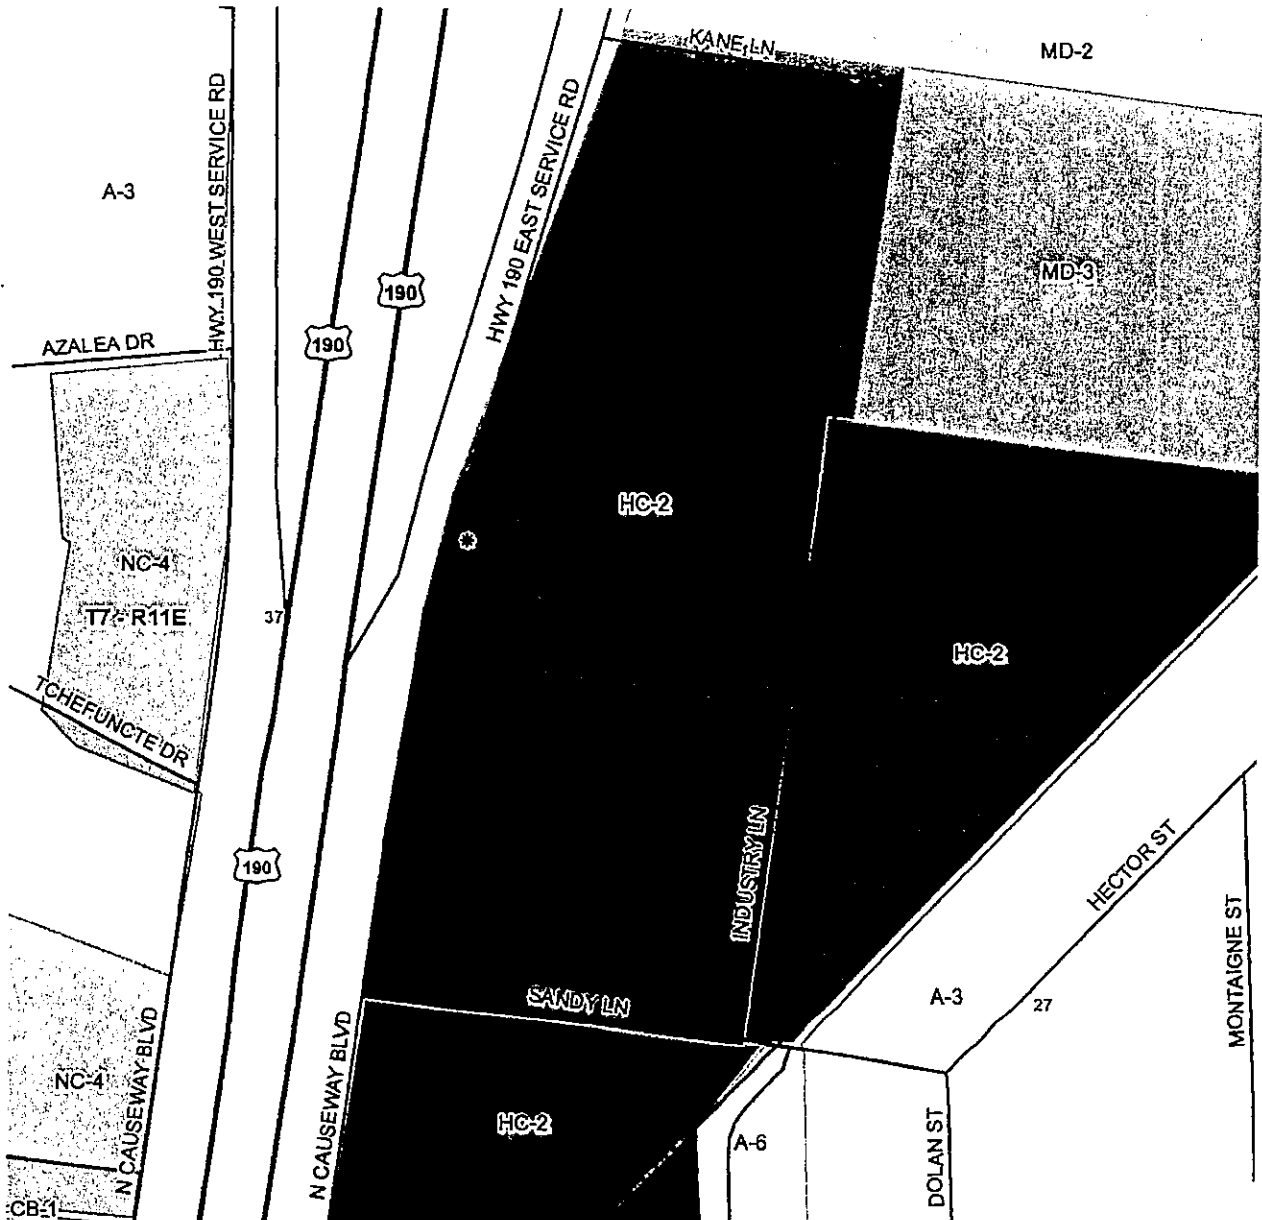 KANE LN
MD-2
HWY 190 WEST SERVICE RD
HWY 190 EAST SERVICE RD
A-3
MD-3
190
190
AZALEA DR
HC-2
NC-4
T7 - R11E
37
HC-2
TCHEFUNCTE DR
190
INDUSTRY LN
HECTOR ST
MONTAIGNE ST
SANDY LN
A-3
27
N CAUSEWAY BLVD
N CAUSEWAY BLVD
NC-4
HC-2
A-6
DOLAN ST
CB-1